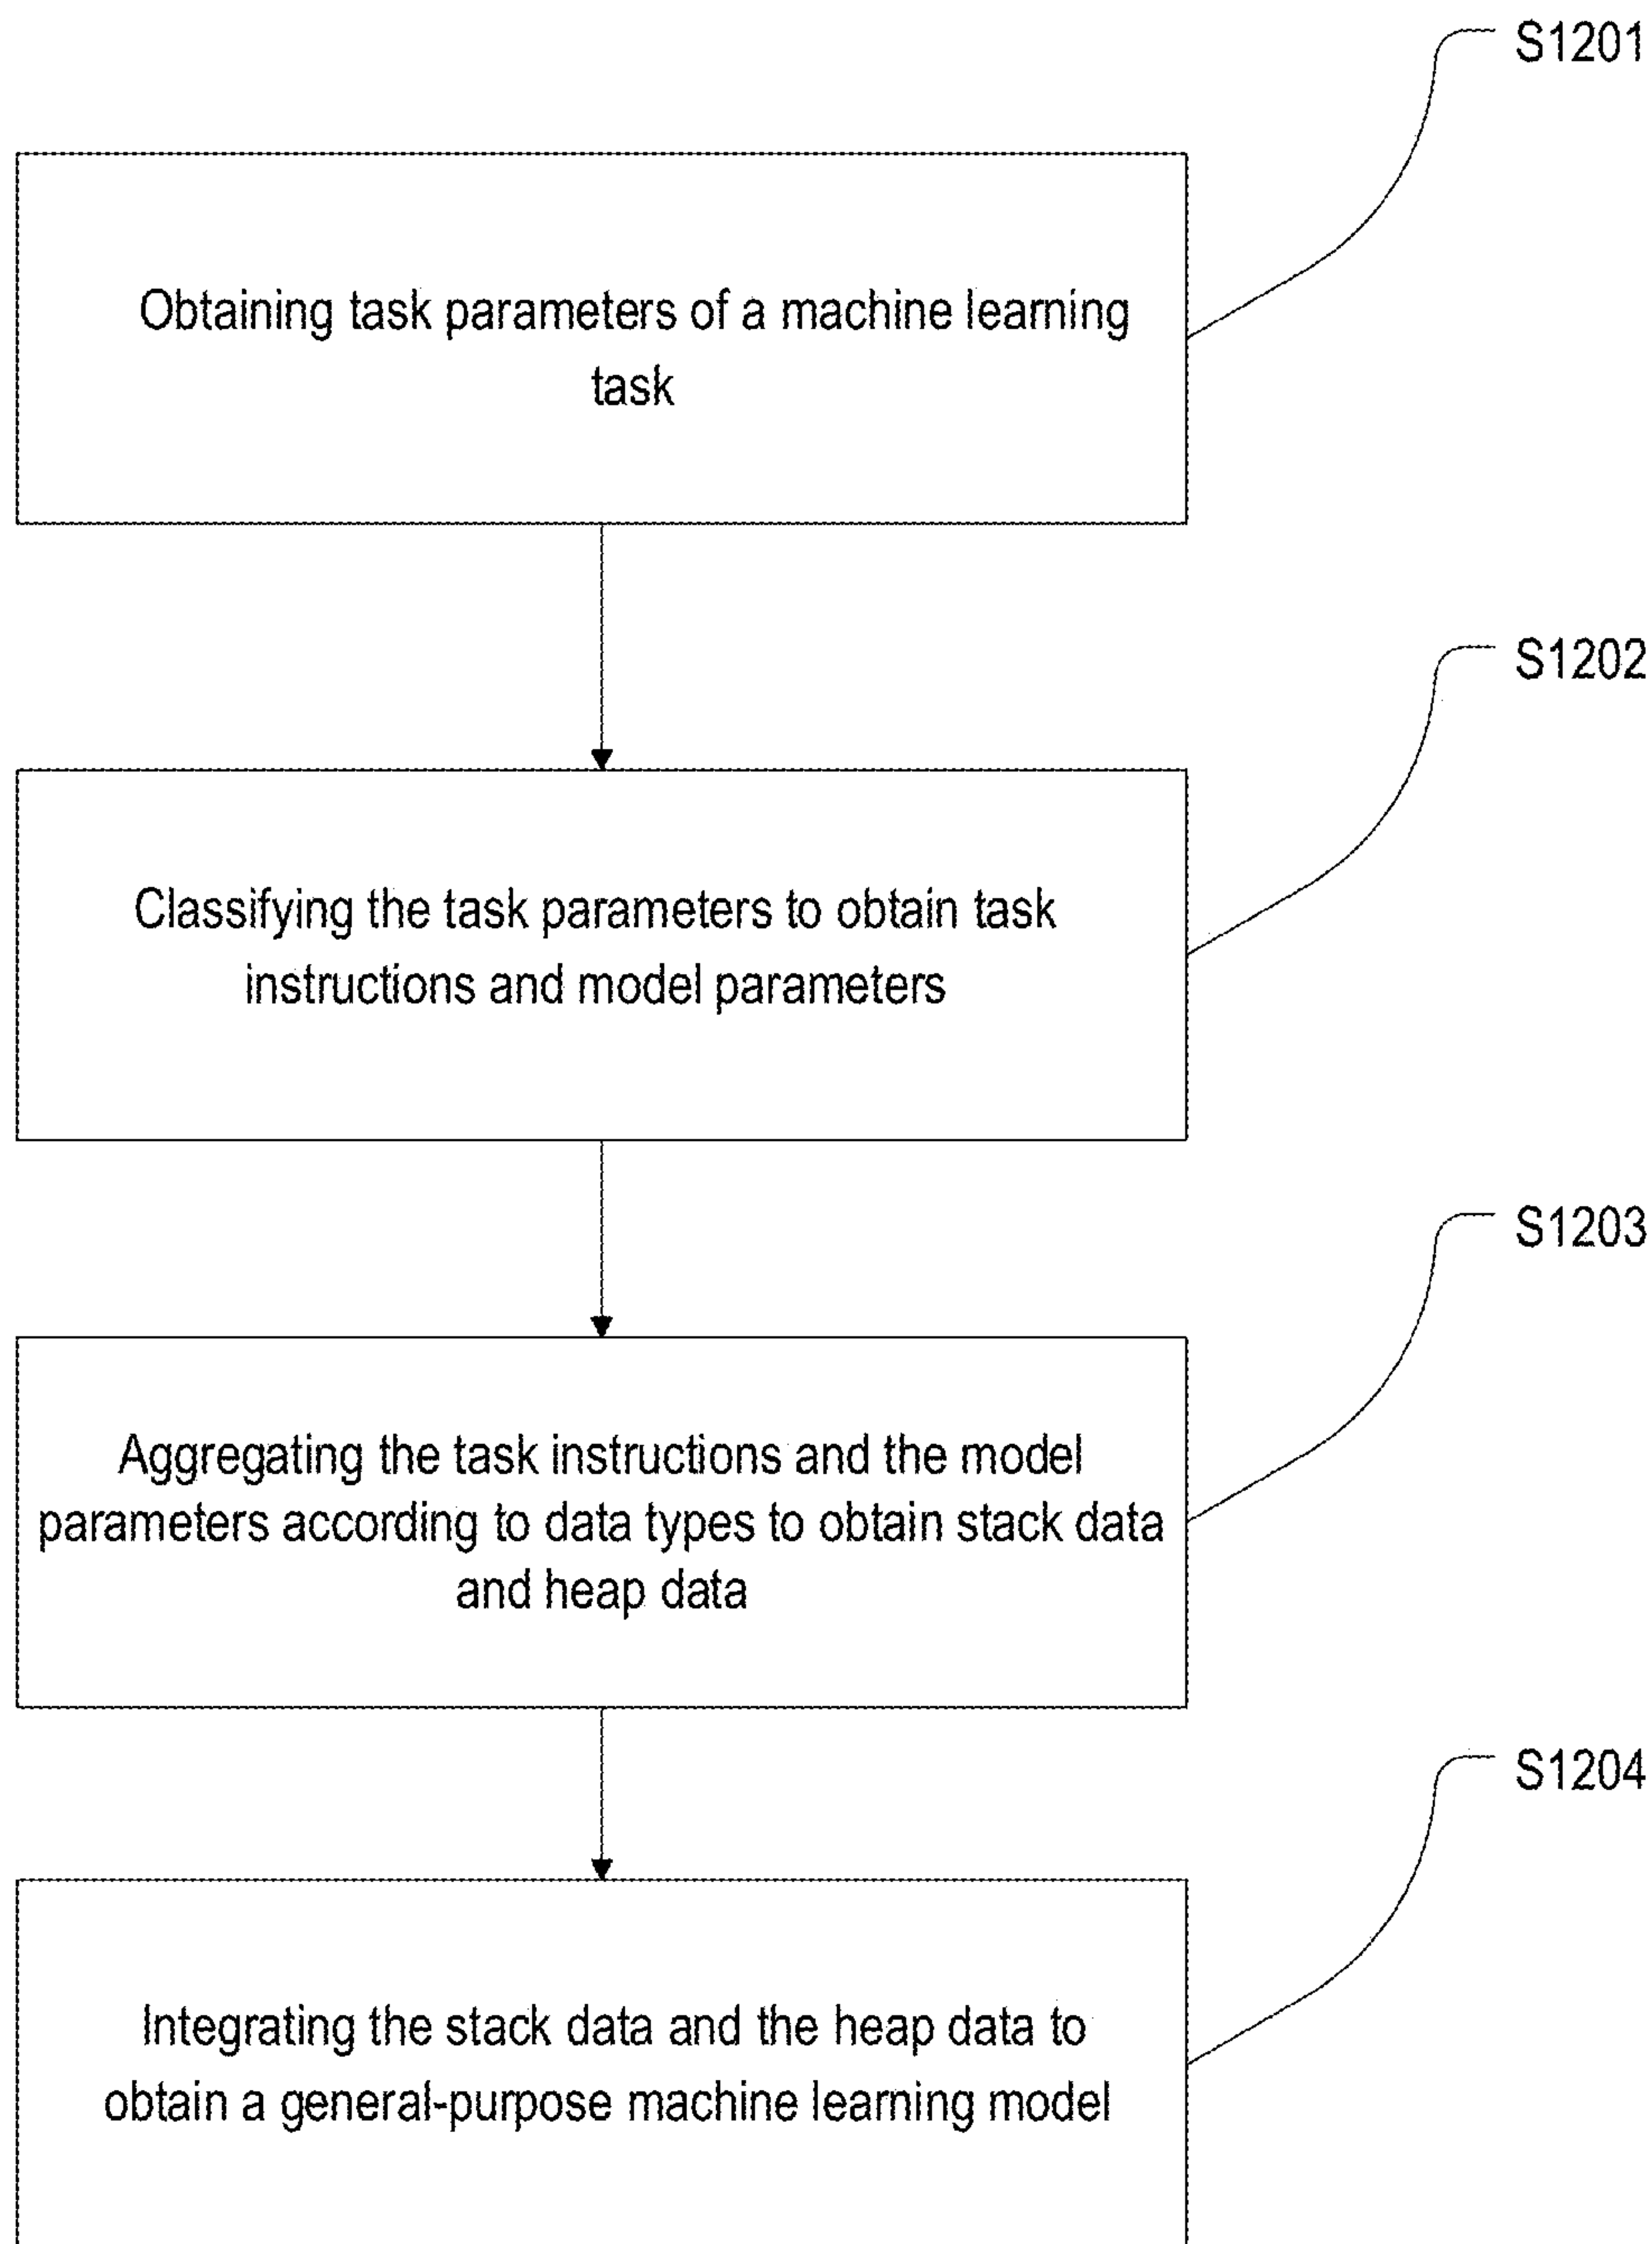 S1201
Obtaining task parameters of a machine learning
task
S1202
Classifying the task parameters to obtain task
instructions and model parameters
S1203
Aggregating the task instructions and the model
parameters according to data types to obtain stack data
and heap data
S1204
Integrating the stack data and the heap data to
obtain a general-purpose machine learning model